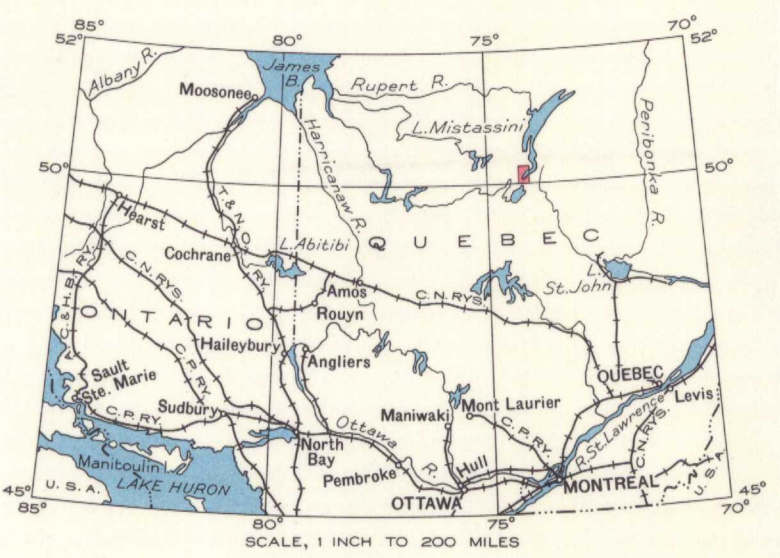 85°
80°
75°
70°
52°
52°
Albany R.
James
B.
Moosonee
Rupert R.
L. Mistassini
Peribonka R.
Harricanaw R.
50°
50°
T. & N. O. RY.
Hearst
Cochrane
L. Abitibi
QUEBEC
C. N. RYS.
A. C. & H. B. RY.
Amos
C. N. RYS.
L.
St. John
ONTARIO
Rouyn
C. P. RY.
Haileybury
Angliers
Sault
Ste. Marie
QUEBEC
Levis
C. P. RY.
Sudbury
Maniwaki
Mont Laurier
C. P. RY.
R. St. Lawrence
C. N. RYS.
Ottawa R.
North
Bay
Manitoulin
Pembroke
Hull
U. S. A.
LAKE HURON
OTTAWA
MONTREAL
U. S. A.
45°
45°
85°
80°
75°
70°
SCALE, 1 INCH TO 200 MILES